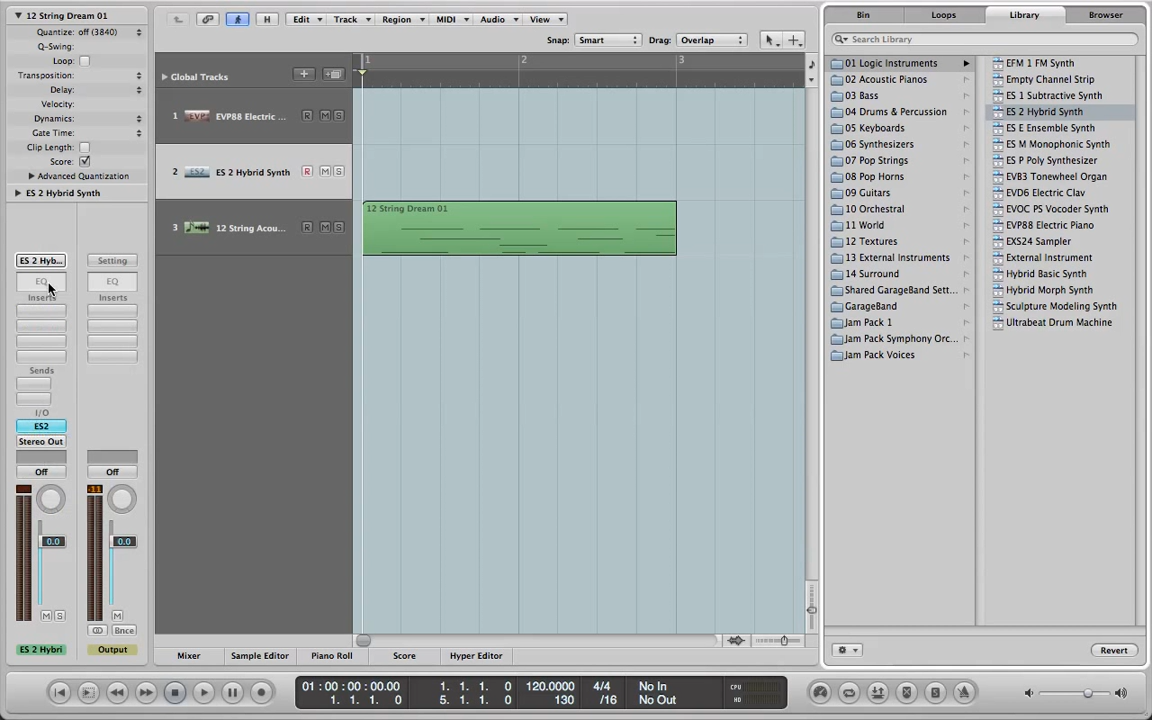 12 String Dream 01
Quantize: off (3840)
Q-Swing:
Loop:
Transposition:
Delay:
Velocity:
Dynamics:
Gate Time:
Clip Length:
Score:
Advanced Quantization
ES 2 Hybrid Synth
ES 2 Hyb...
Setting
EQ
EQ
Inserts
Inserts
Sends
I/O
ES2
Stereo Out
Off
Off
-11
0.0
0.0
M S
M
Bnce
ES 2 Hybri
Output
H
Edit
Track
Region
MIDI
Audio
View
Snap: Smart
Drag: Overlap
Global Tracks
1
2
3
1 EVP EVP88 Electric ... R M S
2 ES2 ES 2 Hybrid Synth R M S
3 12 String Acou... R M S
12 String Dream 01
Mixer
Sample Editor
Piano Roll
Score
Hyper Editor
Bin
Loops
Library
Browser
Search Library
01 Logic Instruments
02 Acoustic Pianos
03 Bass
04 Drums & Percussion
05 Keyboards
06 Synthesizers
07 Pop Strings
08 Pop Horns
09 Guitars
10 Orchestral
11 World
12 Textures
13 External Instruments
14 Surround
Shared GarageBand Sett...
GarageBand
Jam Pack 1
Jam Pack Symphony Orc...
Jam Pack Voices
EFM 1 FM Synth
Empty Channel Strip
ES 1 Subtractive Synth
ES 2 Hybrid Synth
ES E Ensemble Synth
ES M Monophonic Synth
ES P Poly Synthesizer
EVB3 Tonewheel Organ
EVD6 Electric Clav
EVOC PS Vocoder Synth
EVP88 Electric Piano
EXS24 Sampler
External Instrument
Hybrid Basic Synth
Hybrid Morph Synth
Sculpture Modeling Synth
Ultrabeat Drum Machine
Revert
01:00:00:00.00
1. 1. 1. 0
1. 1. 1. 0
5. 1. 1. 0
120.0000
130
4/4
/16
No In
No Out
CPU
HD
S